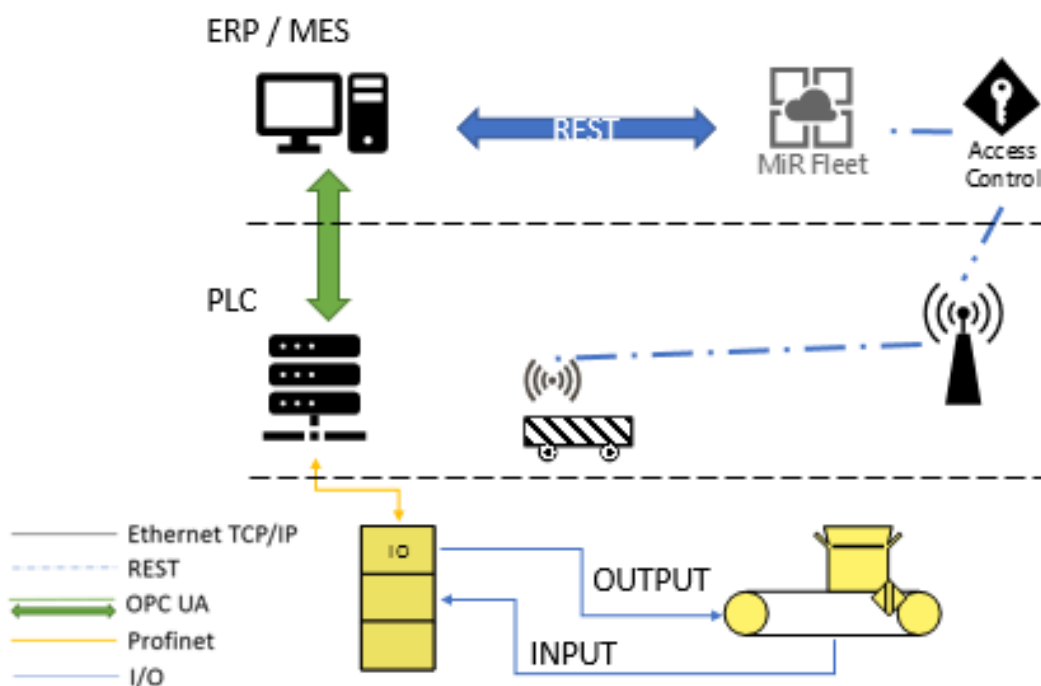 ERP / MES
REST
MiR Fleet
Access
Control
PLC
IO
OUTPUT
INPUT
Ethernet TCP/IP
REST
OPC UA
Profinet
I/O